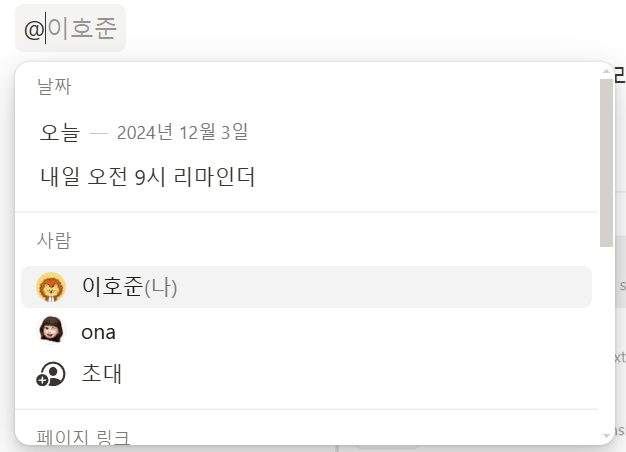 @이호준
날짜
오늘 — 2024년 12월 3일
내일 오전 9시 리마인더
사람
이호준(나)
ona
초대
페이지 링크